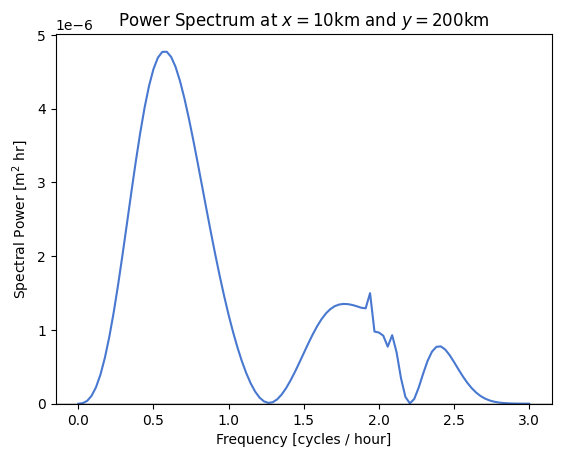 Power Spectrum at x = 10km and y = 200km
1e−6
5
4
3
2
1
0
Spectral Power [m² hr]
0.0 0.5 1.0 1.5 2.0 2.5 3.0
Frequency [cycles / hour]